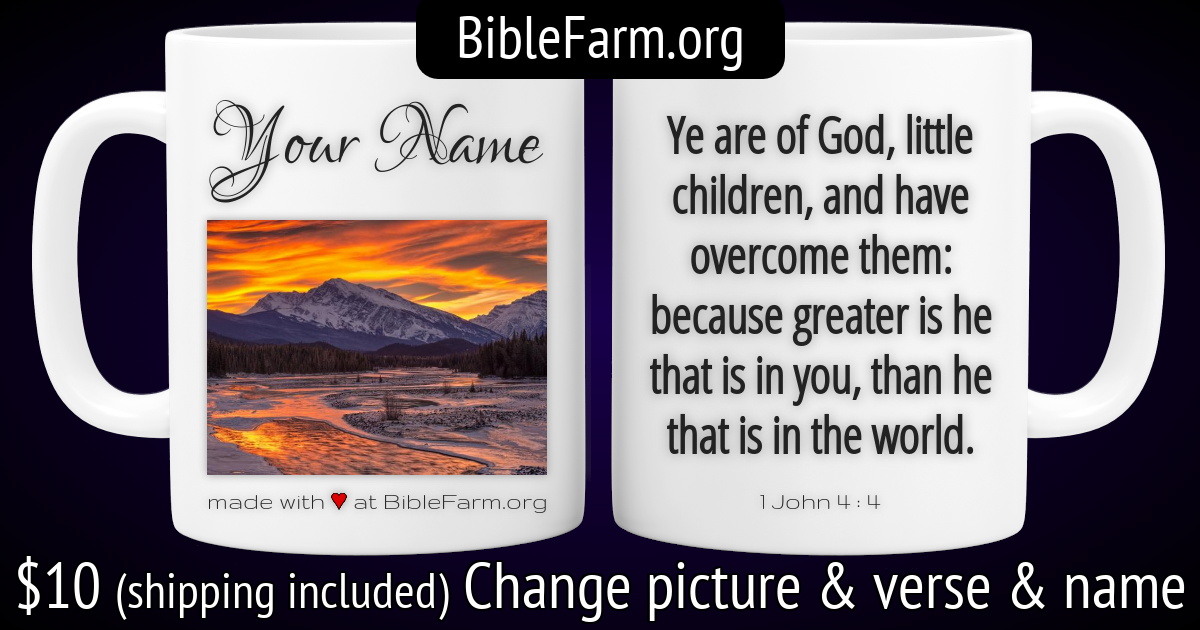 BibleFarm.org
Your Name
made with ♥ at BibleFarm.org
Ye are of God, little
children, and have
overcome them:
because greater is he
that is in you, than he
that is in the world.
1 John 4 : 4
$10 (shipping included) Change picture & verse & name